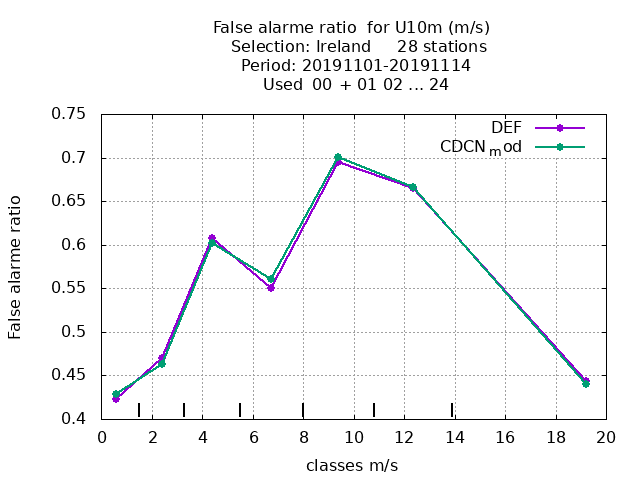 False alarme ratio  for U10m (m/s)
Selection: Ireland     28 stations
Period: 20191101-20191114
Used  00  + 01 02 ... 24
0.75
0.7
0.65
0.6
0.55
0.5
0.45
0.4
False alarme ratio
DEF
CDCNmod
0 2 4 6 8 10 12 14 16 18 20
classes m/s